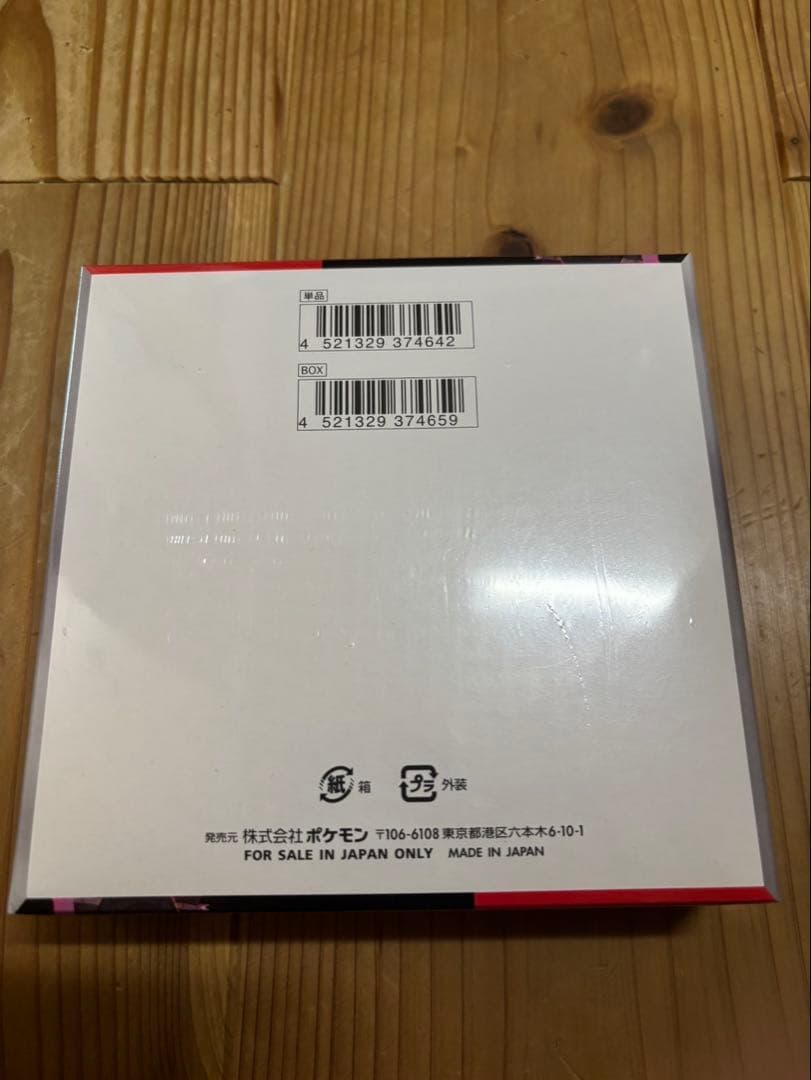 単品
4 521329 374642
BOX
4 521329 374659
紙 箱 プラ 外装
発売元 株式会社ポケモン 〒106-6108 東京都港区六本木6-10-1
FOR SALE IN JAPAN ONLY MADE IN JAPAN